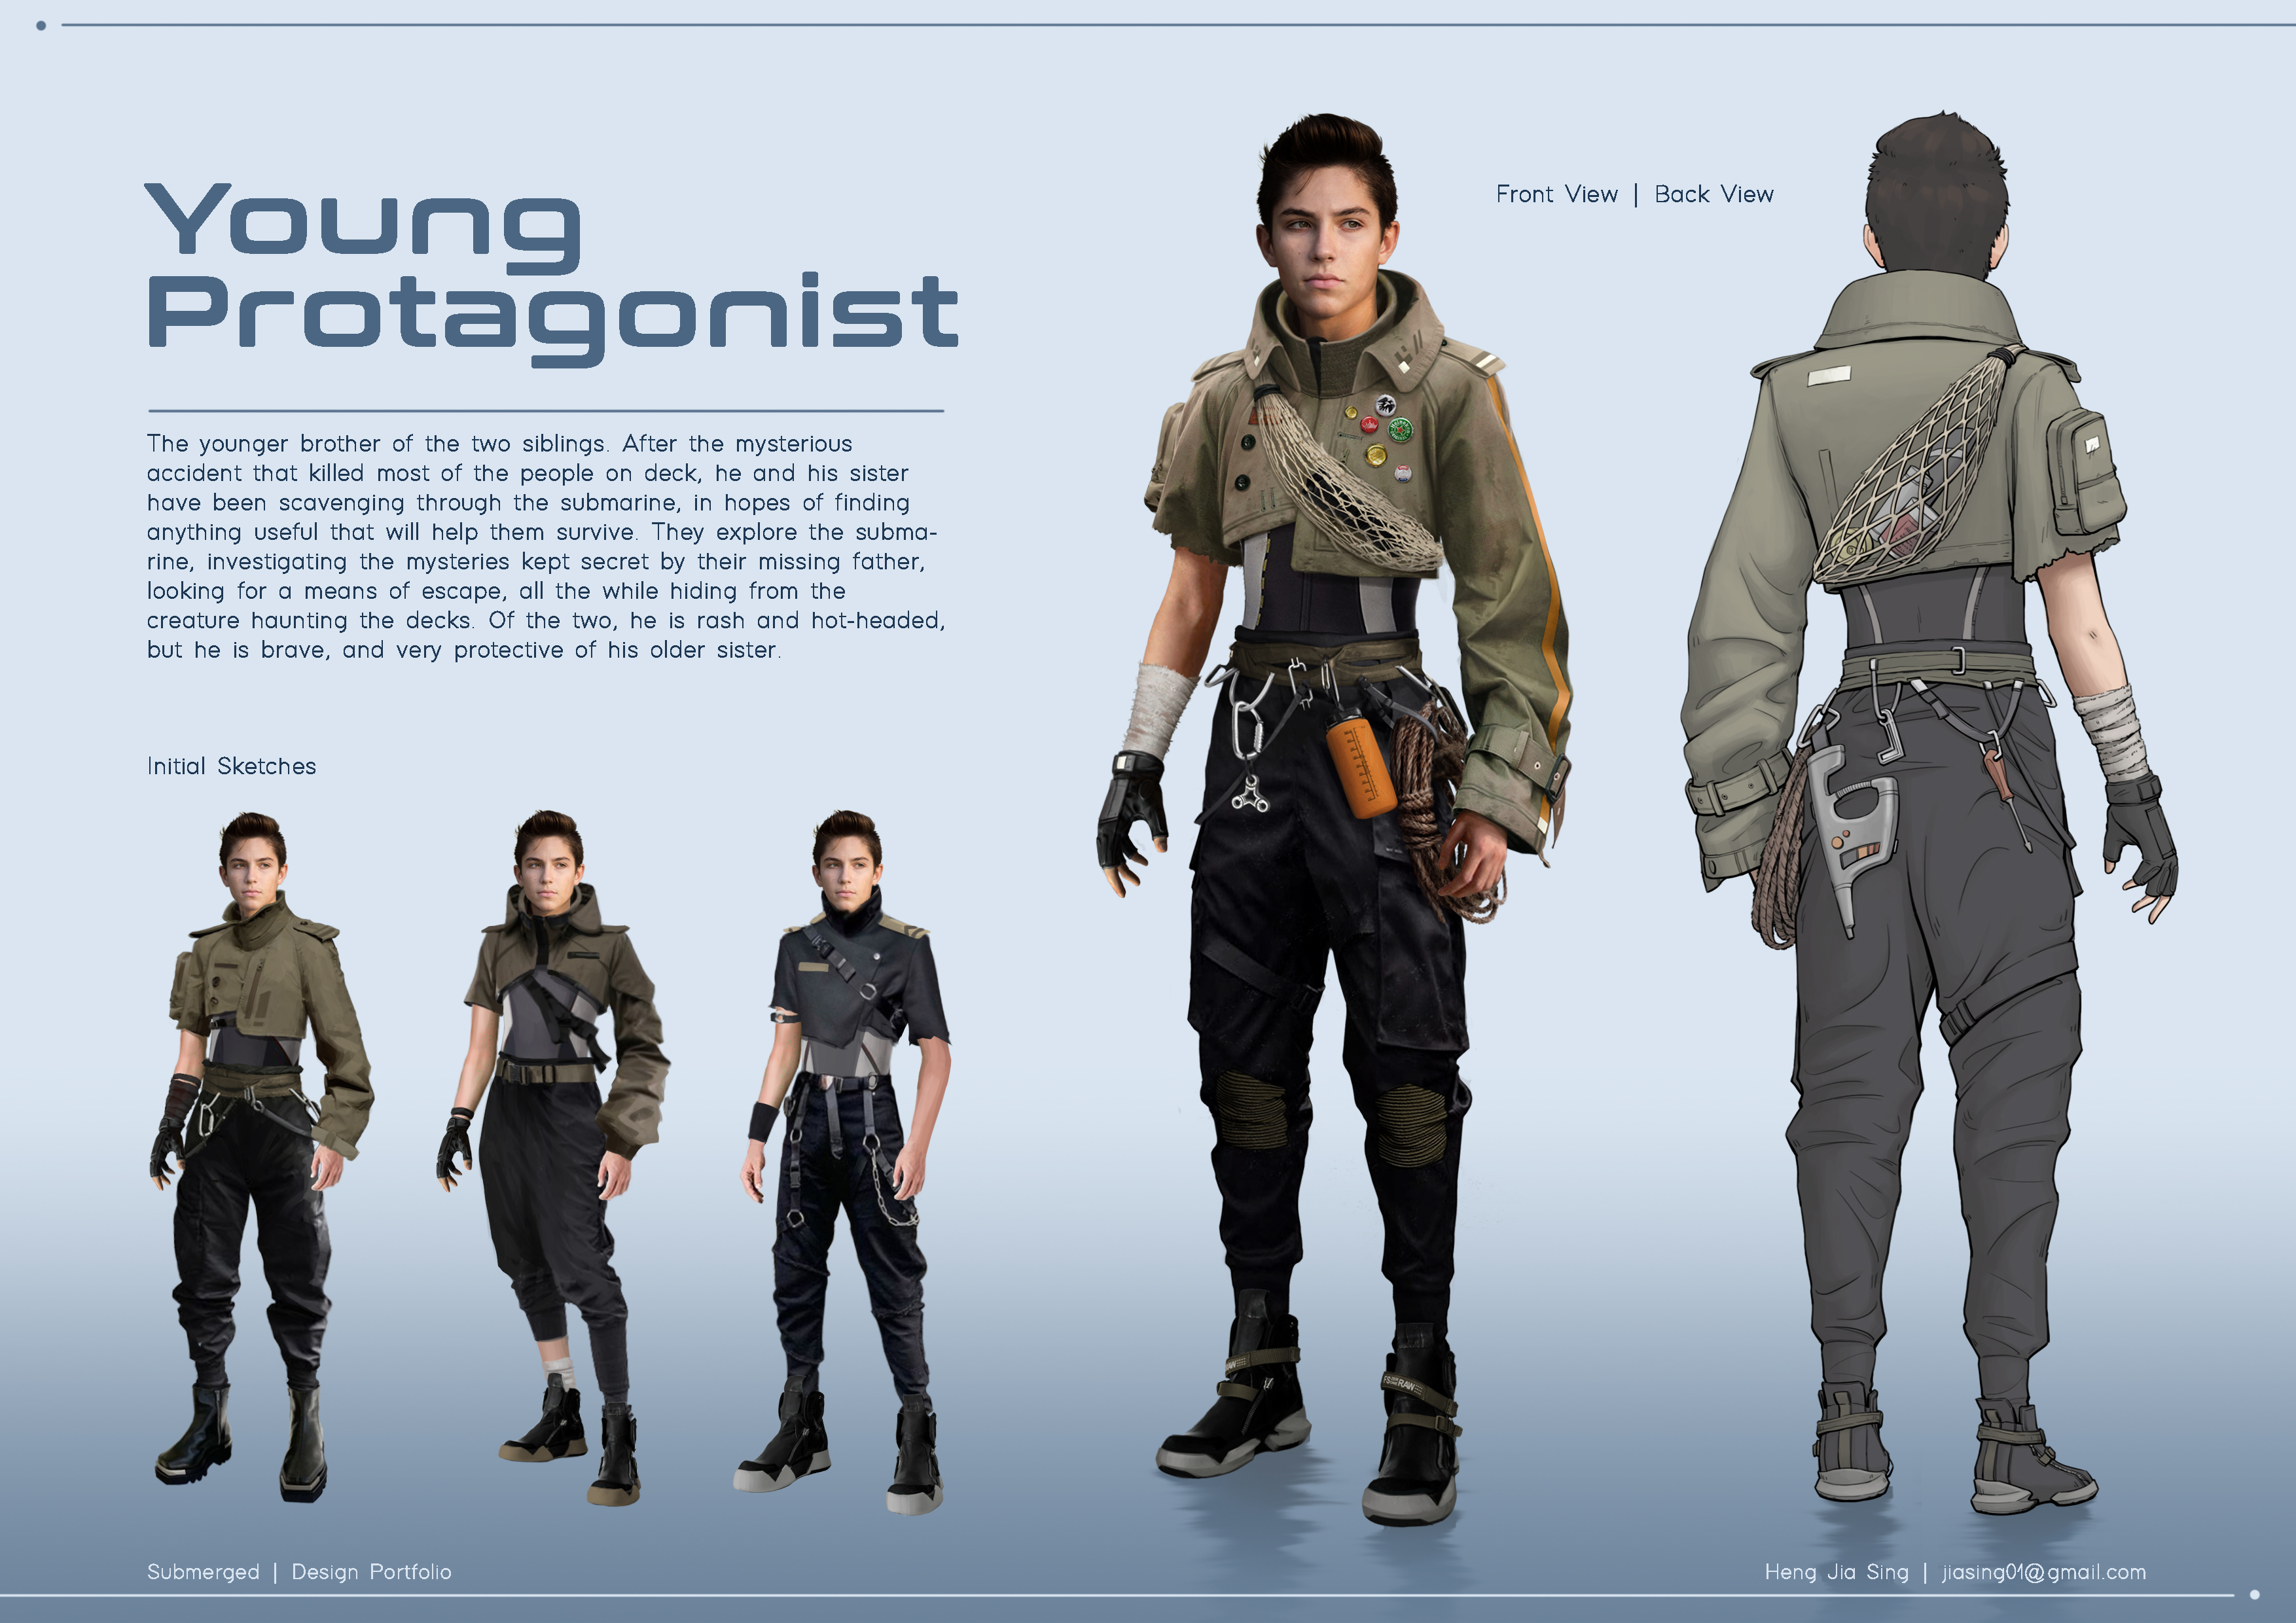 Young
Protagonist
The younger brother of the two siblings. After the mysterious
accident that killed most of the people on deck, he and his sister
have been scavenging through the submarine, in hopes of finding
anything useful that will help them survive. They explore the subma-
rine, investigating the mysteries kept secret by their missing father,
looking for a means of escape, all the while hiding from the
creature haunting the decks. Of the two, he is rash and hot-headed,
but he is brave, and very protective of his older sister.
Initial Sketches
Front View | Back View
RAW
Submerged | Design Portfolio
Heng Jia Sing | jiasing01@gmail.com